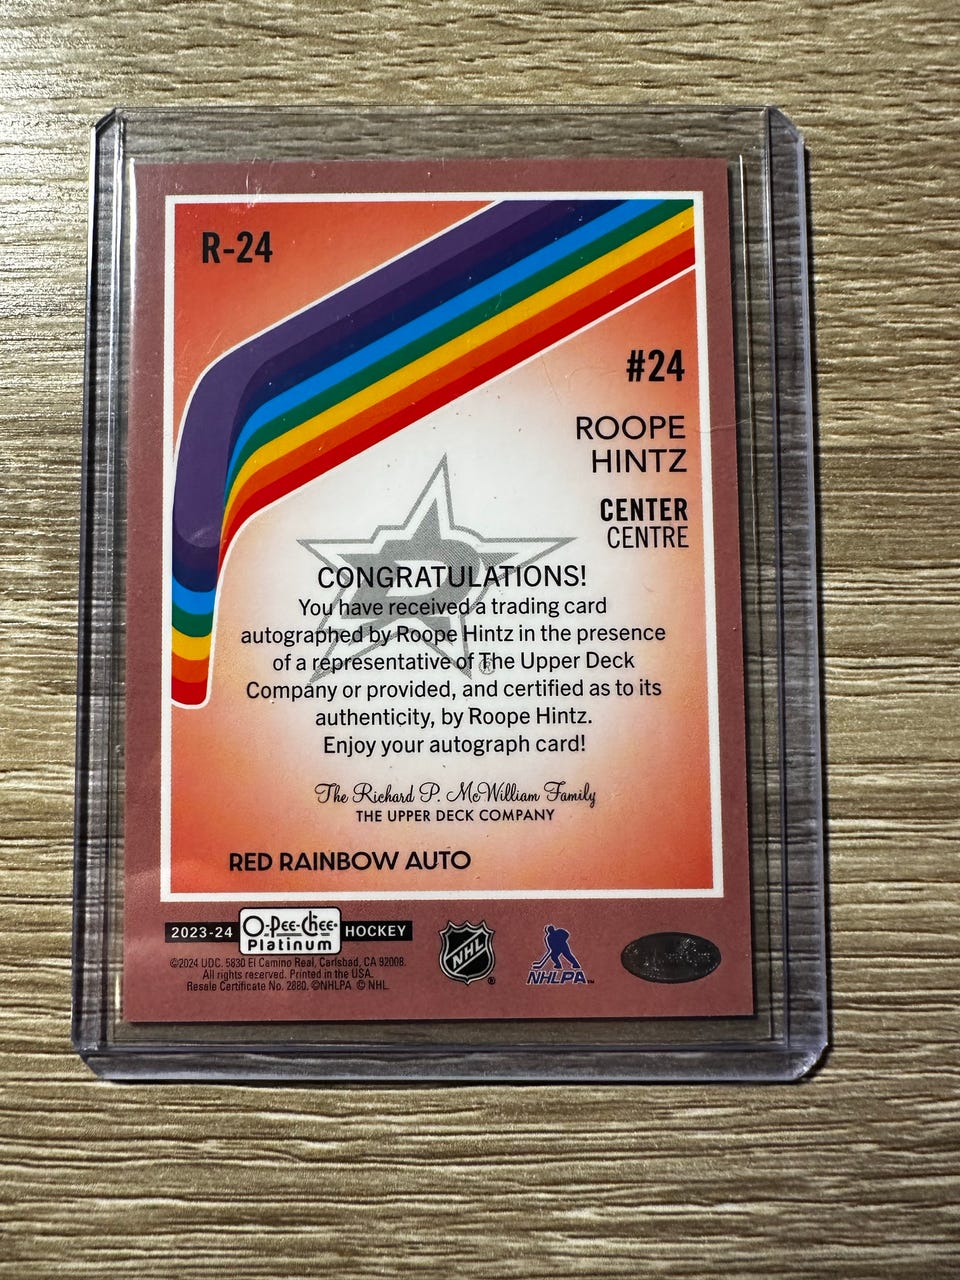 R-24
#24
ROOPE
HINTZ
CENTER
CENTRE
CONGRATULATIONS!
You have received a trading card
autographed by Roope Hintz in the presence
of a representative of The Upper Deck
Company or provided, and certified as to its
authenticity, by Roope Hintz.
Enjoy your autograph card!
The Richard P. McWilliam Family
THE UPPER DECK COMPANY
RED RAINBOW AUTO
2023-24 O-Pee-Chee Platinum HOCKEY
©2024 UDC. 5830 El Camino Real, Carlsbad, CA 92008.
All rights reserved. Printed in the USA.
Resale Certificate No. 2880. ©NHLPA © NHL.
NHL ®
NHLPA™